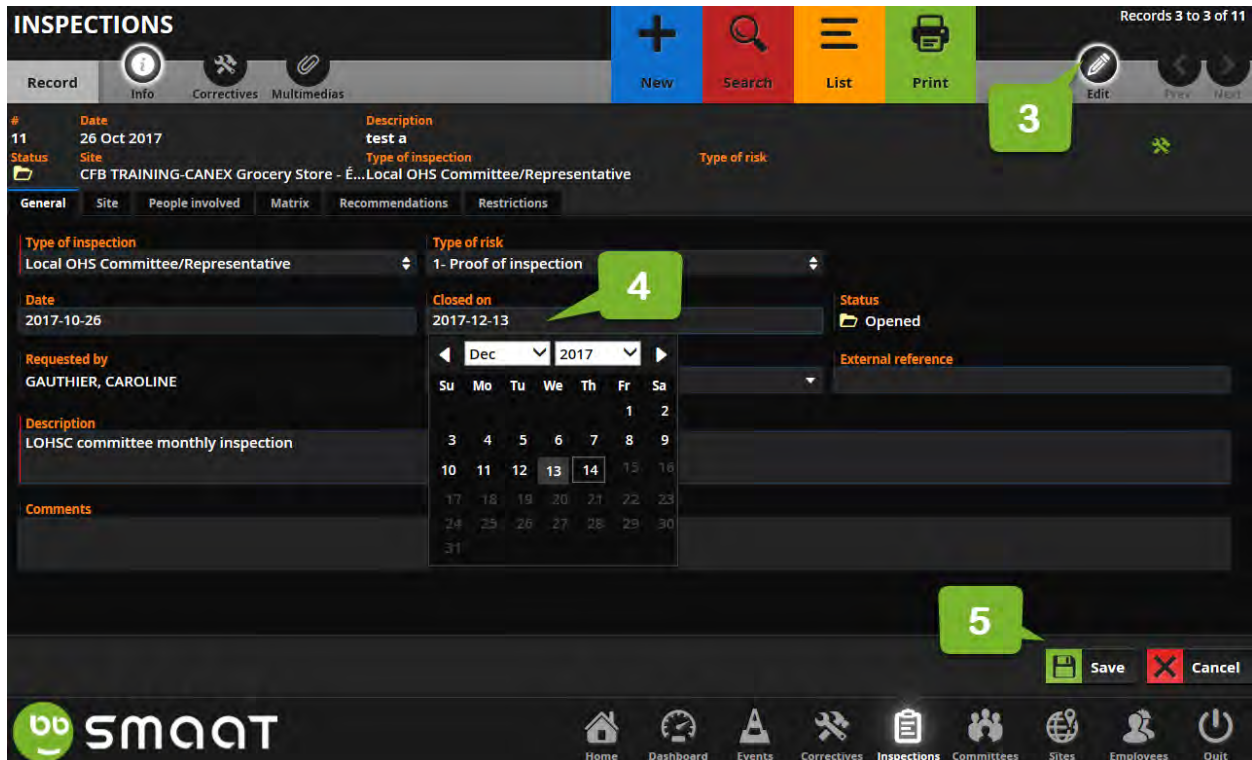 INSPECTIONS
Records 3 to 3 of 11
Record
Info
Correctives
Multimedias
New
Search
List
Print
Edit
Prev
Next
3
# Date Description
11 26 Oct 2017 test a
Status Site Type of inspection Type of risk
CFB TRAINING-CANEX Grocery Store - É...Local OHS Committee/Representative
General Site People involved Matrix Recommendations Restrictions
Type of inspection Type of risk
Local OHS Committee/Representative 1- Proof of inspection
4
Date Closed on Status
2017-10-26 2017-12-13 Opened
Requested by External reference
GAUTHIER, CAROLINE
Dec 2017
Su Mo Tu We Th Fr Sa
1 2
3 4 5 6 7 8 9
10 11 12 13 14 15 16
17 18 19 20 21 22 23
24 25 26 27 28 29 30
31
Description
LOHSC committee monthly inspection
Comments
5
Save Cancel
bb smaat
Home Dashboard Events Correctives Inspections Committees Sites Employees Quit